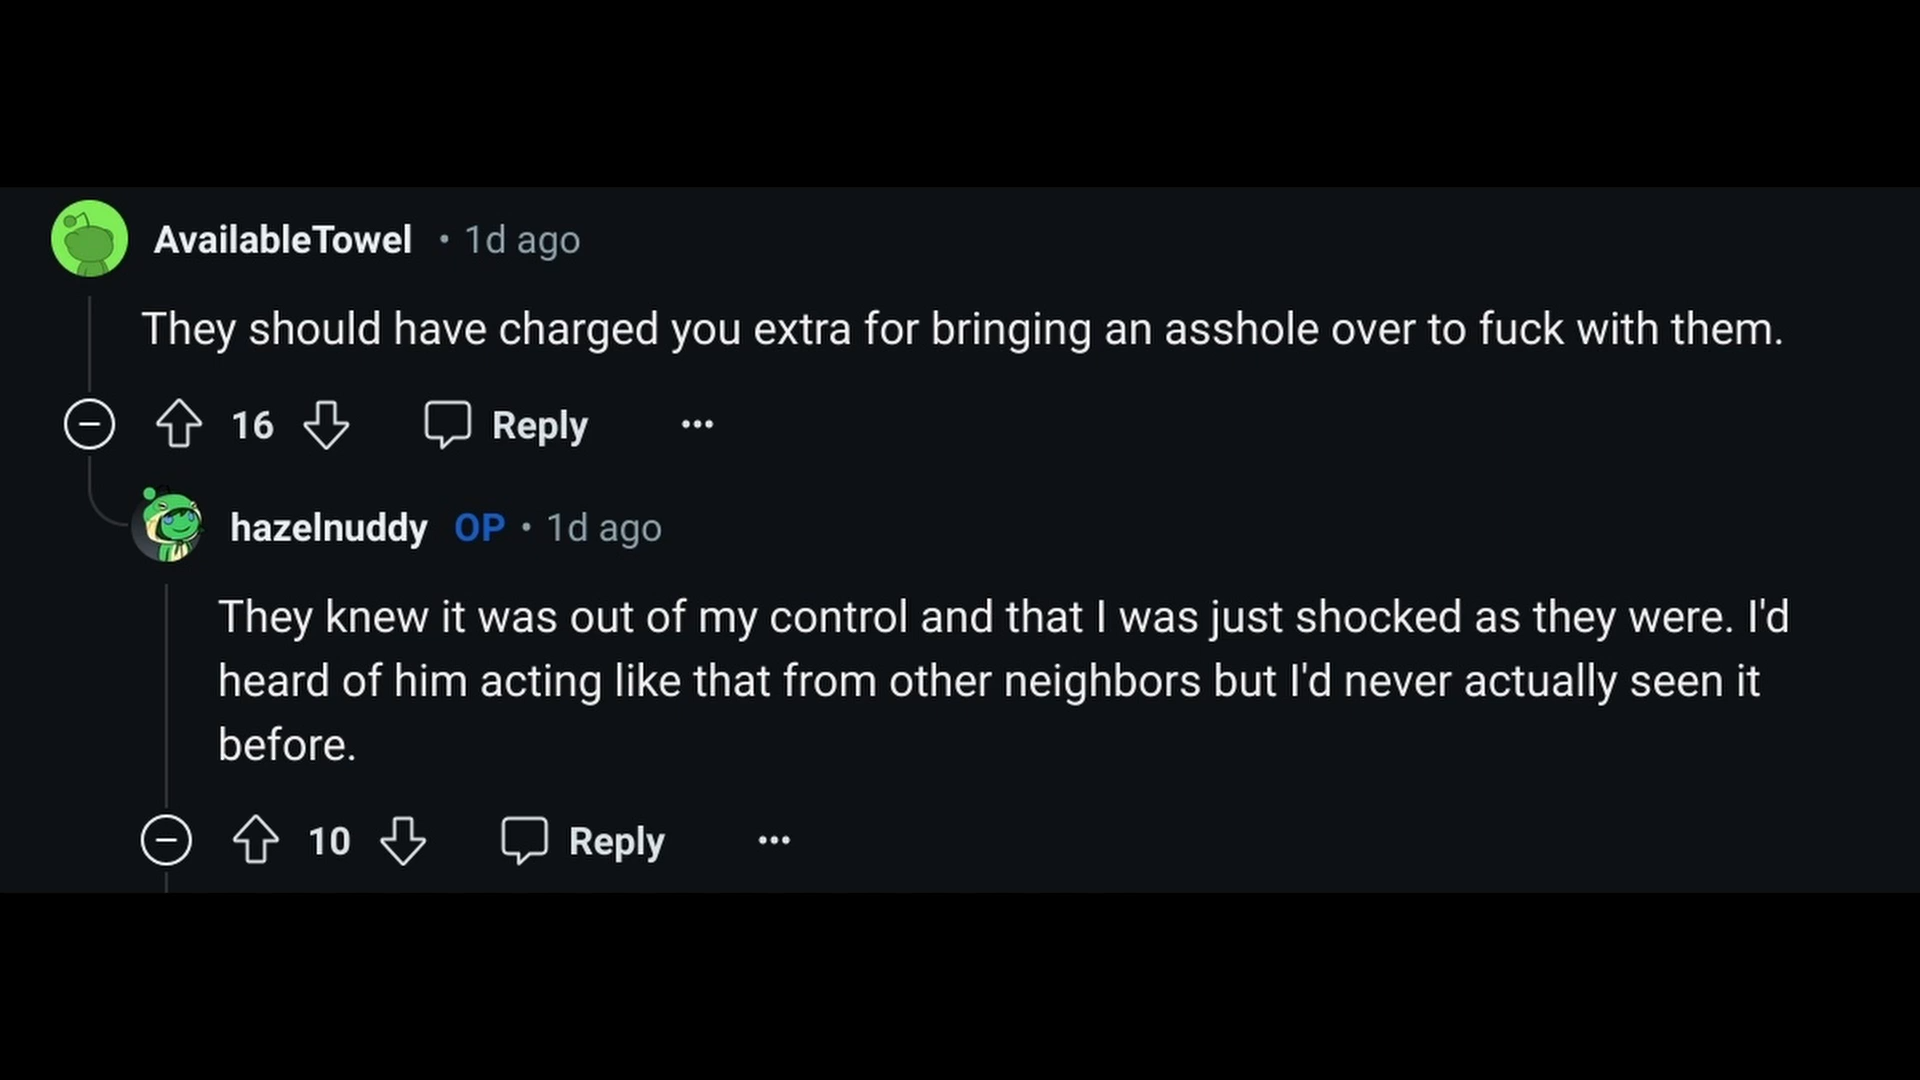 AvailableTowel • 1d ago
They should have charged you extra for bringing an asshole over to fuck with them.
16 Reply ...
hazelnuddy OP • 1d ago
They knew it was out of my control and that I was just shocked as they were. I'd
heard of him acting like that from other neighbors but I'd never actually seen it
before.
10 Reply ...